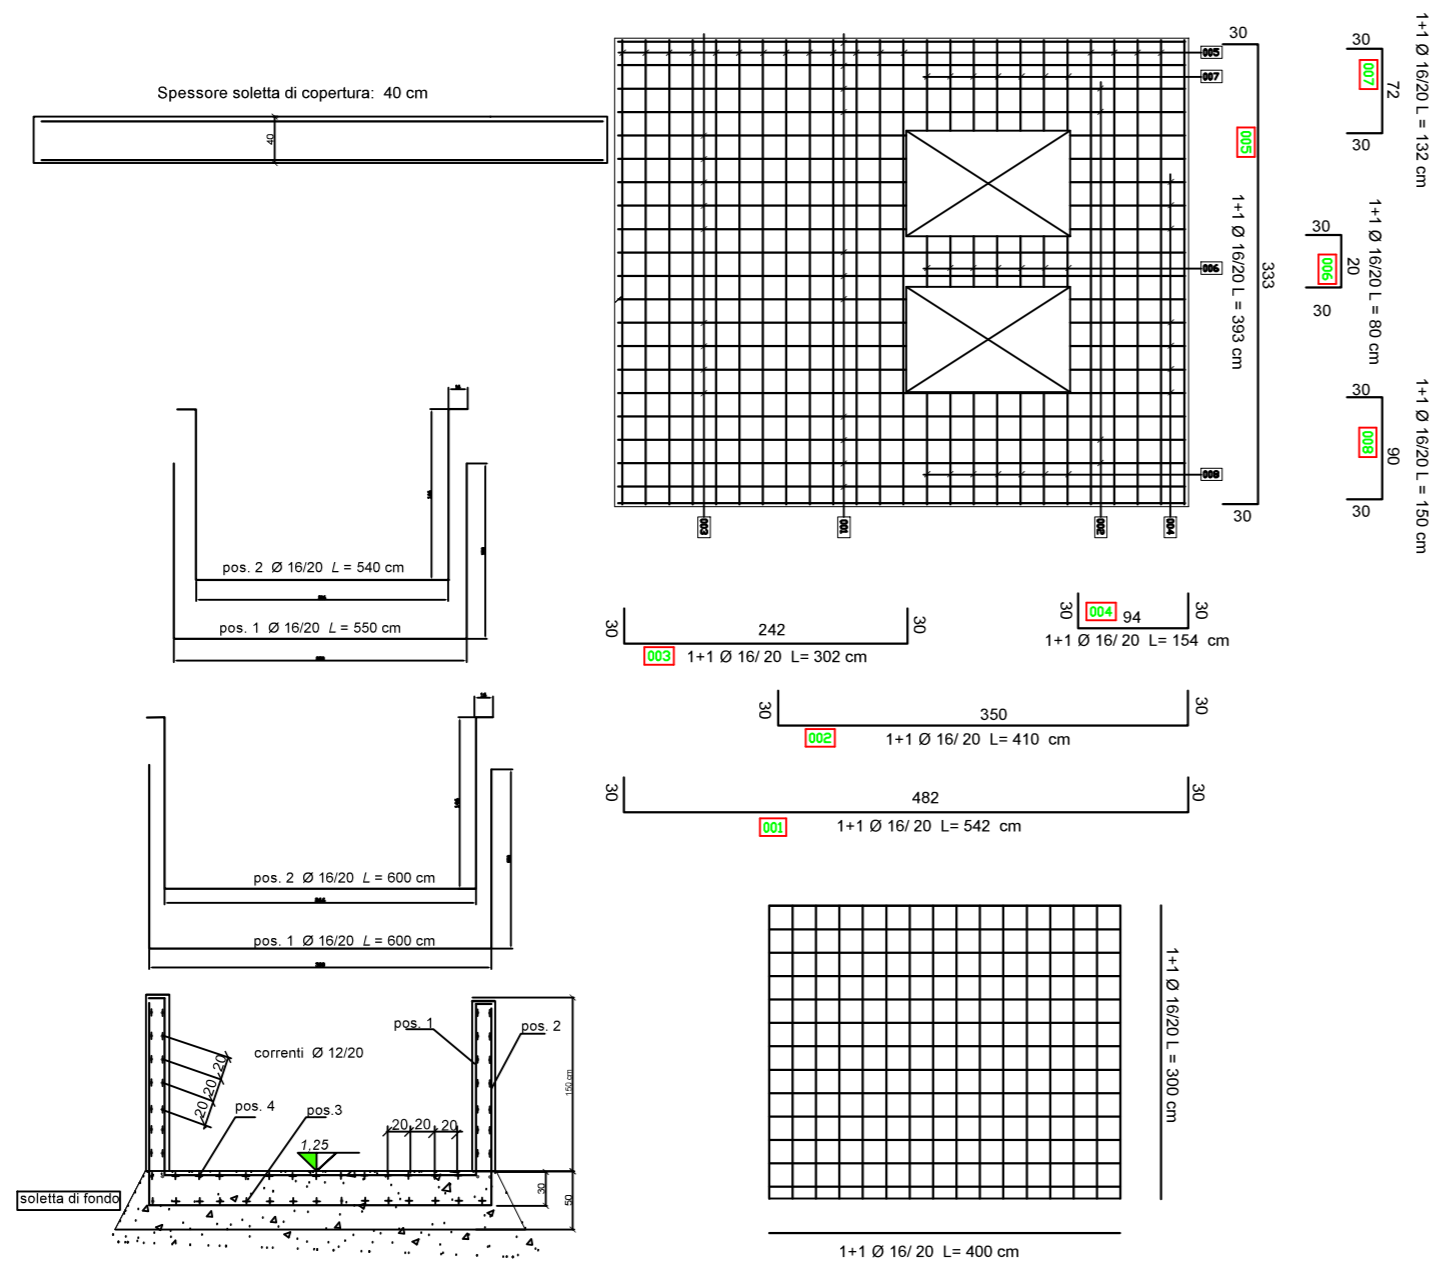 Spessore soletta di copertura:  40 cm
40
005
007
006
008
003
001
002
004
30
005
333
1+1 Ø 16/20 L = 393 cm
30
30
007
72
30
1+1 Ø 16/20 L = 132 cm
30
006
20
30
1+1 Ø 16/20 L = 80 cm
30
008
90
30
1+1 Ø 16/20 L = 150 cm
pos. 2  Ø 16/20  L = 540 cm
pos. 1  Ø 16/20  L = 550 cm
30
242
30
003
1+1 Ø 16/ 20  L= 302 cm
30
004
94
30
1+1 Ø 16/ 20  L= 154  cm
30
350
30
002
1+1 Ø 16/ 20  L= 410  cm
30
482
30
001
1+1 Ø 16/ 20  L= 542  cm
pos. 2  Ø 16/20  L = 600 cm
pos. 1  Ø 16/20  L = 600 cm
pos. 1
pos. 2
correnti  Ø 12/20
20
20
20
pos. 4
pos.3
20
20
20
1,25
150 cm
30
50
soletta di fondo
1+1 Ø 16/20 L = 300 cm
1+1 Ø 16/ 20  L= 400 cm